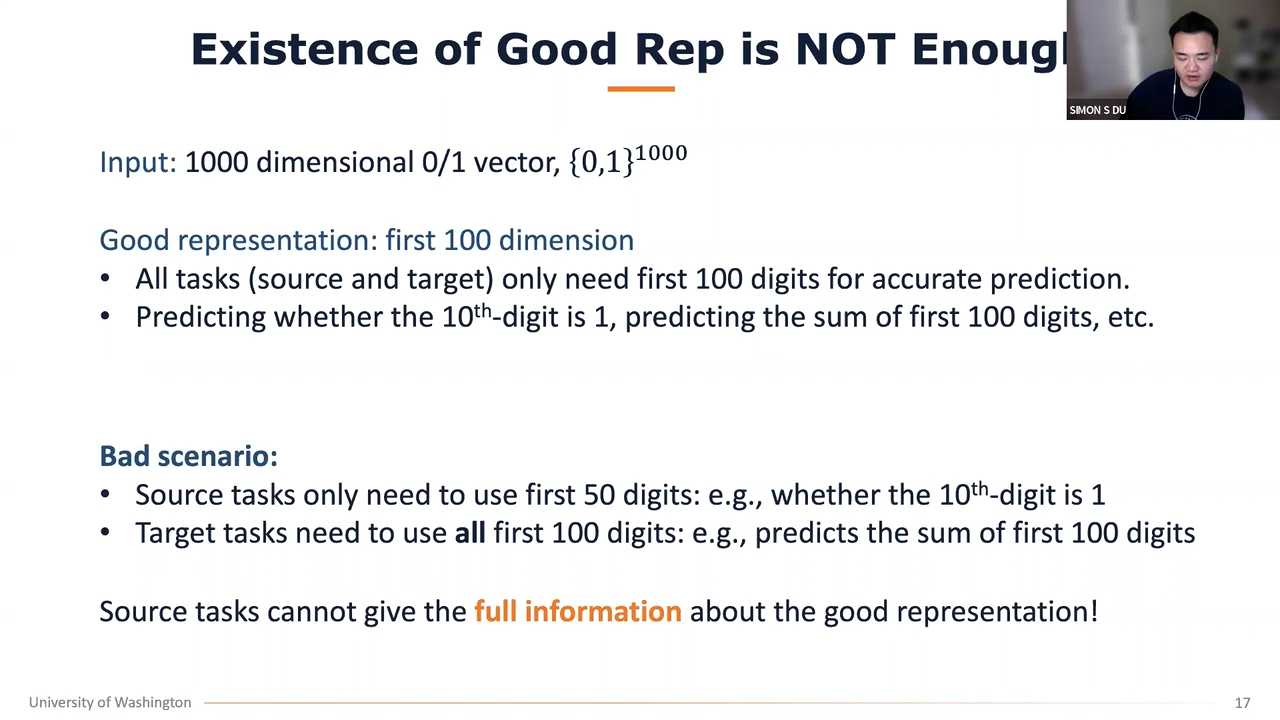 Existence of Good Rep is NOT Enoug
SIMON S DU
Input: 1000 dimensional 0/1 vector, {0,1}^1000
Good representation: first 100 dimension
• All tasks (source and target) only need first 100 digits for accurate prediction.
• Predicting whether the 10th-digit is 1, predicting the sum of first 100 digits, etc.
Bad scenario:
• Source tasks only need to use first 50 digits: e.g., whether the 10th-digit is 1
• Target tasks need to use all first 100 digits: e.g., predicts the sum of first 100 digits
Source tasks cannot give the full information about the good representation!
University of Washington
17